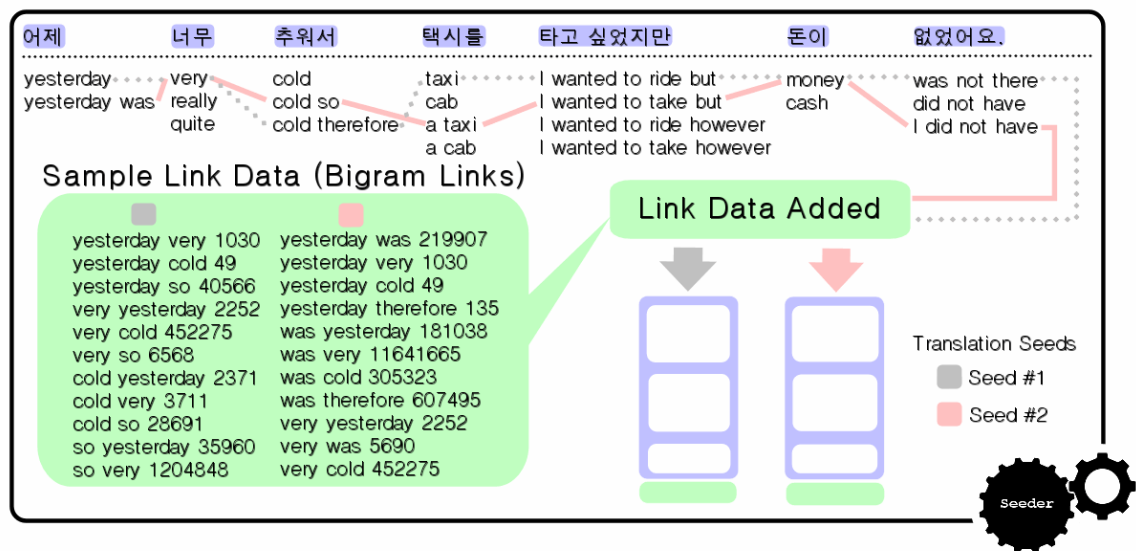 어제 너무 추워서 택시를 타고 싶었지만 돈이 없었어요.
yesterday very cold taxi I wanted to ride but money was not there
yesterday was really cold so cab I wanted to take but cash did not have
quite cold therefore a taxi I wanted to ride however I did not have
a cab I wanted to take however
Sample Link Data (Bigram Links)
yesterday very 1030 yesterday was 219907
yesterday cold 49 yesterday very 1030
yesterday so 40566 yesterday cold 49
very yesterday 2252 yesterday therefore 135
very cold 452275 was yesterday 181038
very so 6568 was very 11641665
cold yesterday 2371 was cold 305323
cold very 3711 was therefore 607495
cold so 28691 very yesterday 2252
so yesterday 35960 very was 5690
so very 1204848 very cold 452275
Link Data Added
Translation Seeds
Seed #1
Seed #2
Seeder